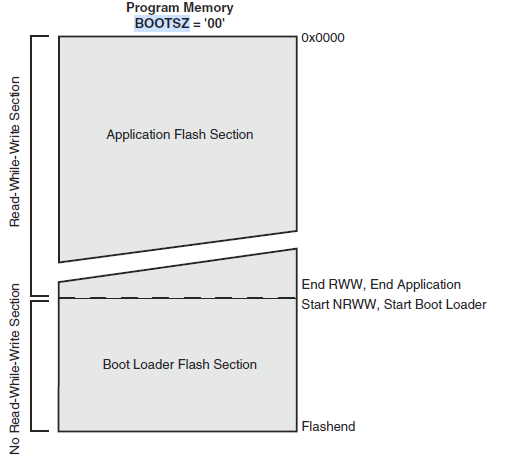 Program Memory
BOOTSZ = '00'
0x0000
Read-While-Write Section
Application Flash Section
End RWW, End Application
Start NRWW, Start Boot Loader
No Read-While-Write Section
Boot Loader Flash Section
Flashend